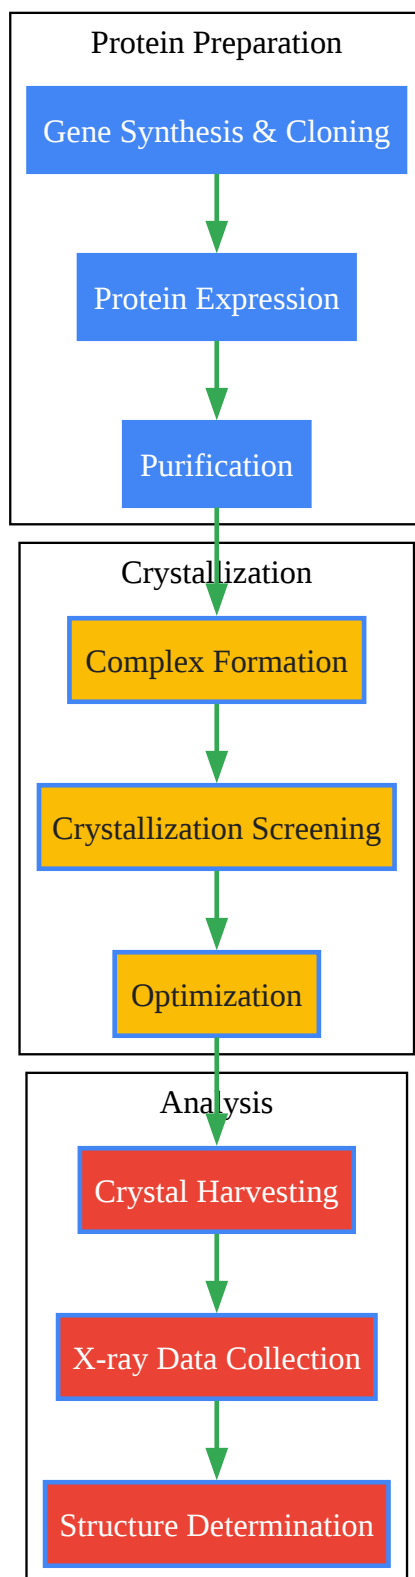 Protein Preparation
Gene Synthesis & Cloning
Protein Expression
Purification
Crystallization
Complex Formation
Crystallization Screening
Optimization
Analysis
Crystal Harvesting
X-ray Data Collection
Structure Determination